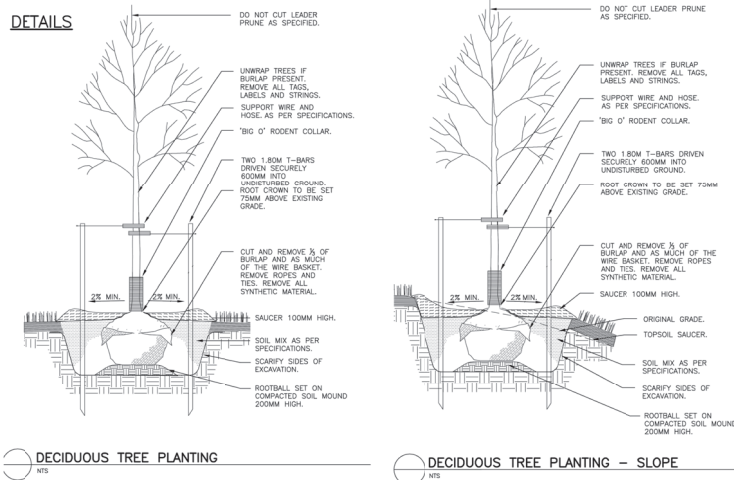 DETAILS
DO NOT CUT LEADER
PRUNE
AS SPECIFIED.
UNWRAP TREES IF
BURLAP PRESENT.
REMOVE ALL TAGS,
LABELS AND STRINGS.
SUPPORT WIRE AND
HOSE. AS PER SPECIFICATIONS.
'BIG O' RODENT COLLAR.
TWO 1.80M T-BARS
DRIVEN SECURELY
600MM INTO
UNDISTURBED GROUND.
ROOT CROWN TO BE SET
75MM ABOVE EXISTING
GRADE.
CUT AND REMOVE ⅓ OF
BURLAP AND AS MUCH
OF THE WIRE BASKET.
REMOVE ROPES AND
TIES. REMOVE ALL
SYNTHETIC MATERIAL.
2% MIN.
2% MIN.
SAUCER 100MM HIGH.
SOIL MIX AS PER
SPECIFICATIONS.
SCARIFY SIDES OF
EXCAVATION.
ROOTBALL SET ON
COMPACTED SOIL MOUND
200MM HIGH.
DECIDUOUS TREE PLANTING
NTS
DO NOT CUT LEADER
PRUNE
AS SPECIFIED.
UNWRAP TREES IF BURLAP
PRESENT. REMOVE ALL TAGS,
LABELS AND STRINGS.
SUPPORT WIRE AND HOSE.
AS PER SPECIFICATIONS.
'BIG O' RODENT COLLAR.
TWO 1.80M T-BARS DRIVEN
SECURELY 600MM INTO
UNDISTURBED GROUND.
ROOT CROWN TO BE SET 75MM
ABOVE EXISTING GRADE.
CUT AND REMOVE ⅓ OF
BURLAP AND AS MUCH OF THE
WIRE BASKET. REMOVE ROPES
AND TIES. REMOVE ALL
SYNTHETIC MATERIAL.
2% MIN.
2% MIN.
SAUCER 100MM HIGH.
ORIGINAL GRADE.
TOPSOIL SAUCER.
SOIL MIX AS PER
SPECIFICATIONS.
SCARIFY SIDES OF
EXCAVATION.
ROOTBALL SET ON
COMPACTED SOIL MOUND
200MM HIGH.
DECIDUOUS TREE PLANTING – SLOPE
NTS